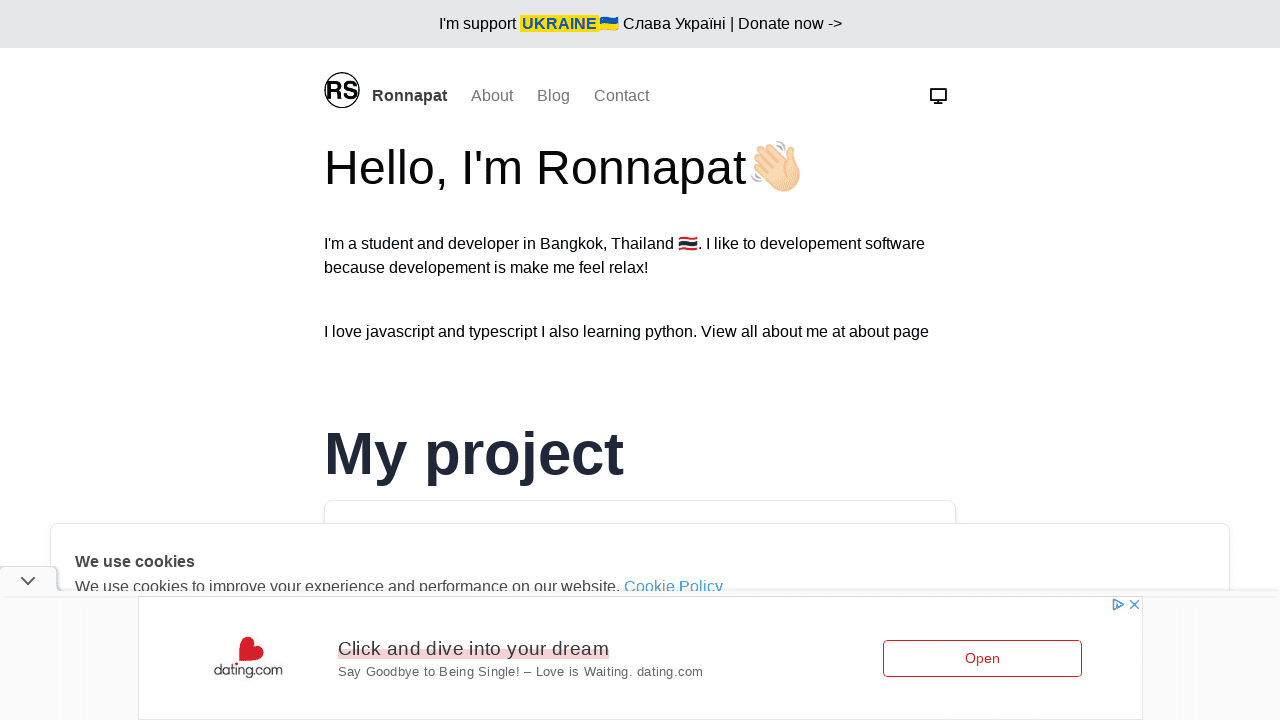 I'm support UKRAINE🇺🇦 Слава Україні | Donate now ->
RS Ronnapat About Blog Contact
Hello, I'm Ronnapat👋🏻
I'm a student and developer in Bangkok, Thailand 🇹🇭. I like to developement software
because developement is make me feel relax!
I love javascript and typescript I also learning python. View all about me at about page
My project
We use cookies
We use cookies to improve your experience and performance on our website. Cookie Policy
dating.com
Click and dive into your dream
Say Goodbye to Being Single! – Love is Waiting. dating.com
Open